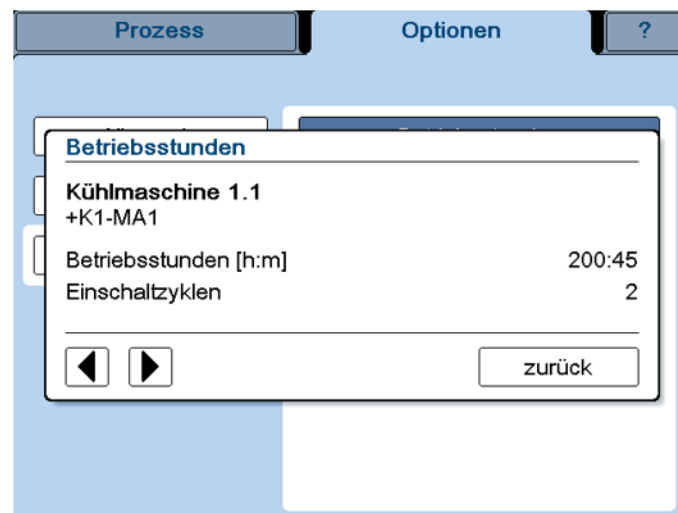 Prozess
Optionen
?
Betriebsstunden
Kühlmaschine 1.1
+K1-MA1
Betriebsstunden [h:m] 200:45
Einschaltzyklen 2
zurück